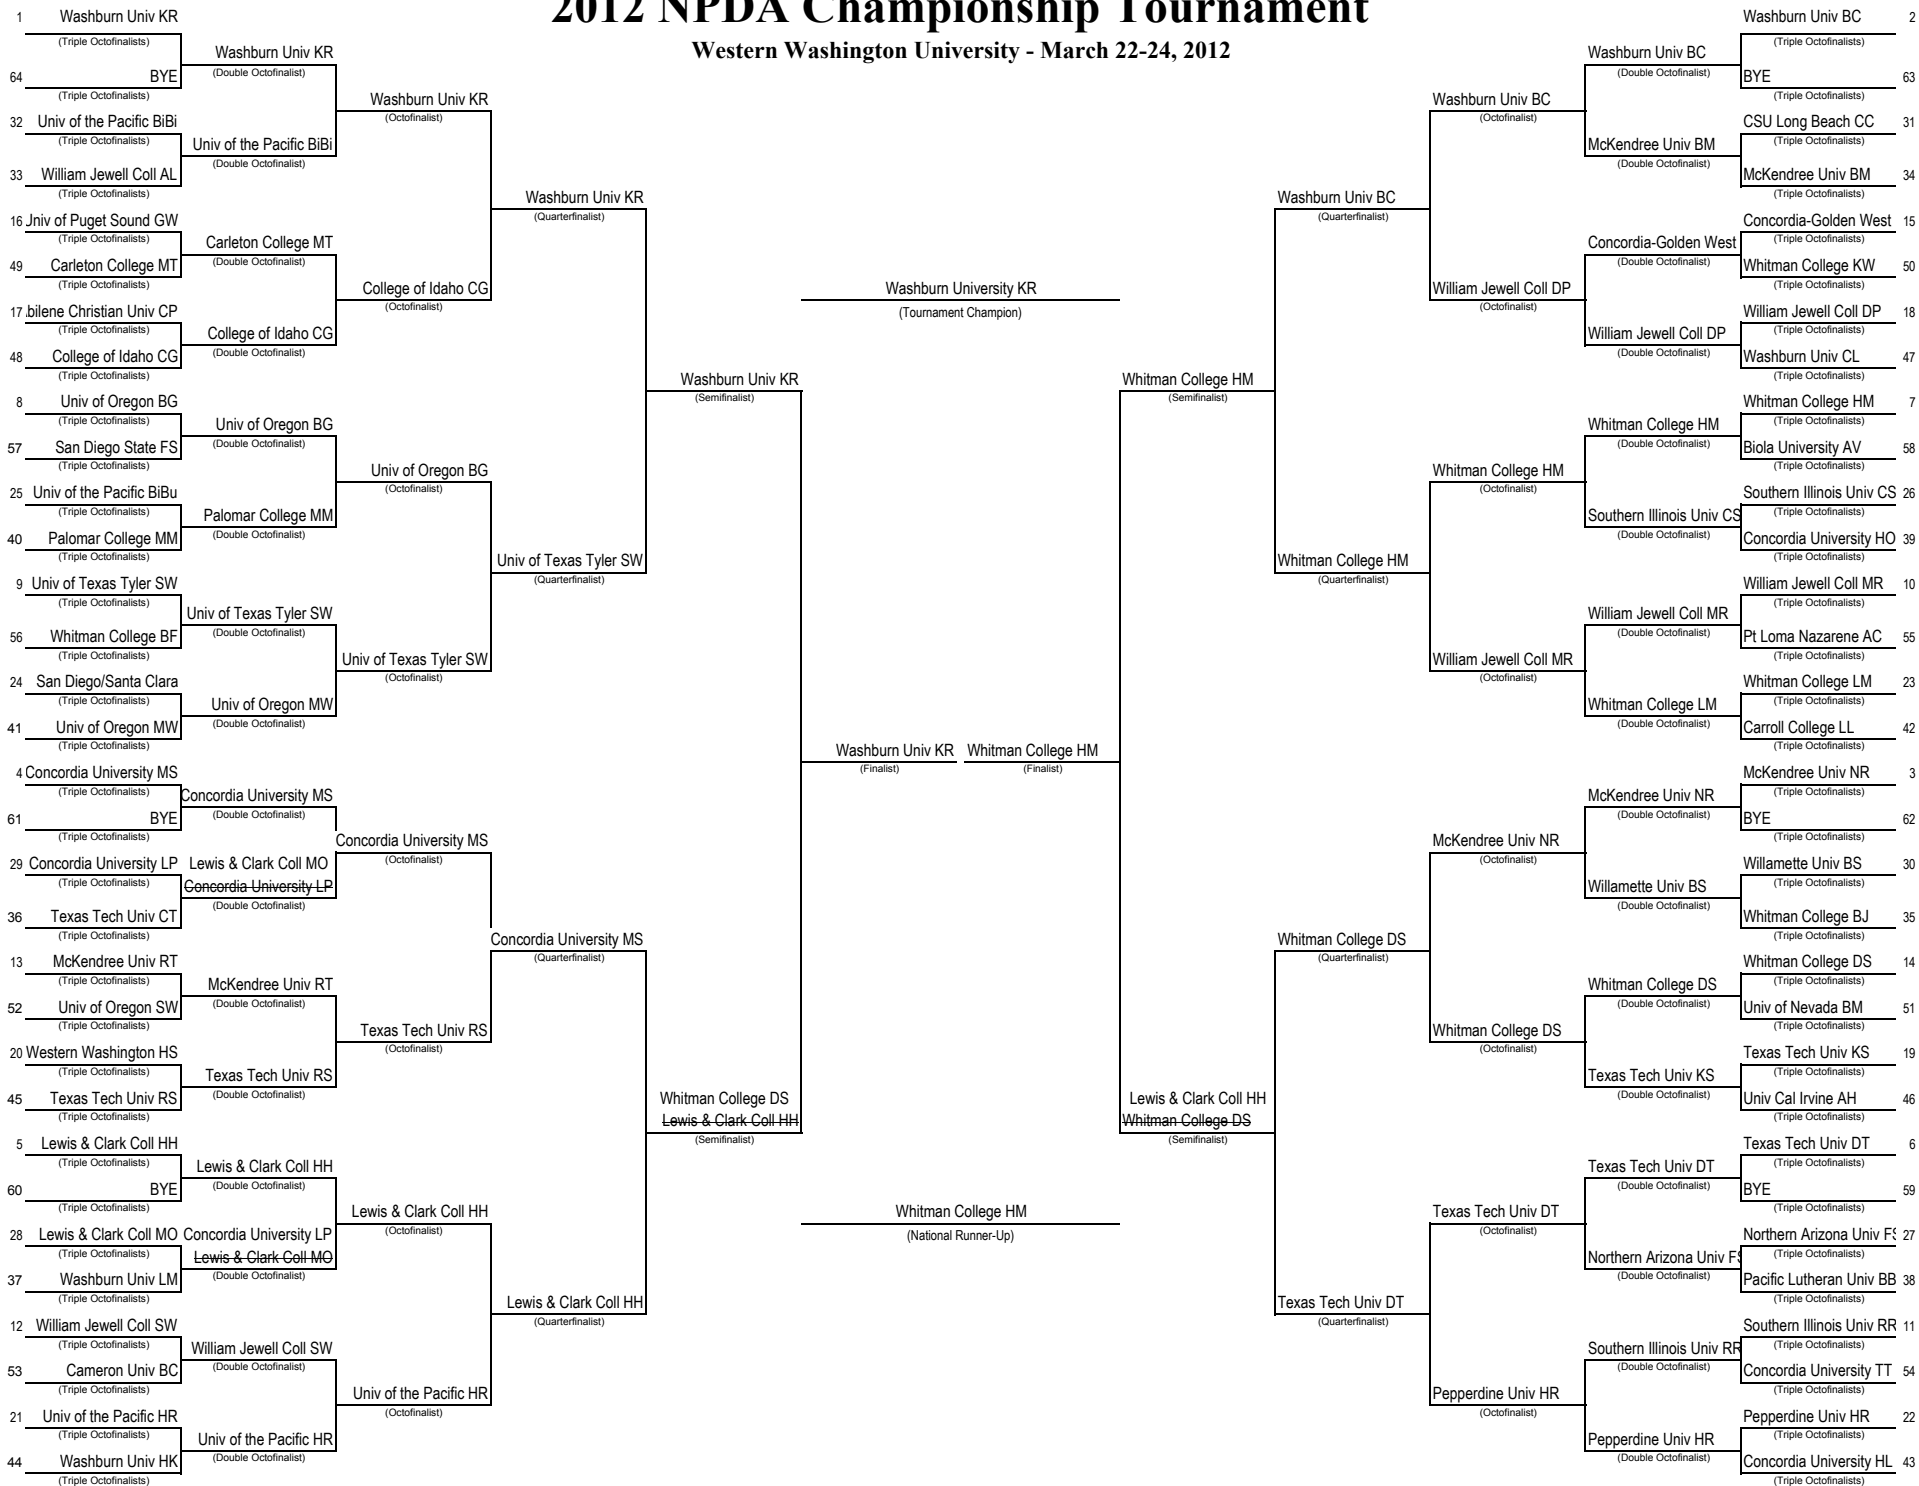 2012 NPDA Championship Tournament
Western Washington University - March 22-24, 2012
1 Washburn Univ KR
(Triple Octofinalists)
64 BYE
(Triple Octofinalists)
32 Univ of the Pacific BiBi
(Triple Octofinalists)
33 William Jewell Coll AL
(Triple Octofinalists)
16 Univ of Puget Sound GW
(Triple Octofinalists)
49 Carleton College MT
(Triple Octofinalists)
17 bilene Christian Univ CP
(Triple Octofinalists)
48 College of Idaho CG
(Triple Octofinalists)
8 Univ of Oregon BG
(Triple Octofinalists)
57 San Diego State FS
(Triple Octofinalists)
25 Univ of the Pacific BiBu
(Triple Octofinalists)
40 Palomar College MM
(Triple Octofinalists)
9 Univ of Texas Tyler SW
(Triple Octofinalists)
56 Whitman College BF
(Triple Octofinalists)
24 San Diego/Santa Clara
(Triple Octofinalists)
41 Univ of Oregon MW
(Triple Octofinalists)
4 Concordia University MS
(Triple Octofinalists)
61 BYE
(Triple Octofinalists)
29 Concordia University LP
(Triple Octofinalists)
36 Texas Tech Univ CT
(Triple Octofinalists)
13 McKendree Univ RT
(Triple Octofinalists)
52 Univ of Oregon SW
(Triple Octofinalists)
20 Western Washington HS
(Triple Octofinalists)
45 Texas Tech Univ RS
(Triple Octofinalists)
5 Lewis & Clark Coll HH
(Triple Octofinalists)
60 BYE
(Triple Octofinalists)
28 Lewis & Clark Coll MO
(Triple Octofinalists)
37 Washburn Univ LM
(Triple Octofinalists)
12 William Jewell Coll SW
(Triple Octofinalists)
53 Cameron Univ BC
(Triple Octofinalists)
21 Univ of the Pacific HR
(Triple Octofinalists)
44 Washburn Univ HK
(Triple Octofinalists)
Washburn Univ KR
(Double Octofinalist)
Univ of the Pacific BiBi
(Double Octofinalist)
Carleton College MT
(Double Octofinalist)
College of Idaho CG
(Double Octofinalist)
Univ of Oregon BG
(Double Octofinalist)
Palomar College MM
(Double Octofinalist)
Univ of Texas Tyler SW
(Double Octofinalist)
Univ of Oregon MW
(Double Octofinalist)
Concordia University MS
(Double Octofinalist)
Lewis & Clark Coll MO
Concordia University LP
(Double Octofinalist)
McKendree Univ RT
(Double Octofinalist)
Texas Tech Univ RS
(Double Octofinalist)
Lewis & Clark Coll HH
(Double Octofinalist)
Concordia University LP
Lewis & Clark Coll MO
(Double Octofinalist)
William Jewell Coll SW
(Double Octofinalist)
Univ of the Pacific HR
(Double Octofinalist)
Washburn Univ KR
(Octofinalist)
College of Idaho CG
(Octofinalist)
Univ of Oregon BG
(Octofinalist)
Univ of Texas Tyler SW
(Octofinalist)
Concordia University MS
(Octofinalist)
Texas Tech Univ RS
(Octofinalist)
Lewis & Clark Coll HH
(Octofinalist)
Univ of the Pacific HR
(Octofinalist)
Washburn Univ KR
(Quarterfinalist)
Univ of Texas Tyler SW
(Quarterfinalist)
Concordia University MS
(Quarterfinalist)
Lewis & Clark Coll HH
(Quarterfinalist)
Washburn Univ KR
(Semifinalist)
Whitman College DS
Lewis & Clark Coll HH
(Semifinalist)
Washburn University KR
(Tournament Champion)
Washburn Univ KR
(Finalist)
Whitman College HM
(Finalist)
Whitman College HM
(National Runner-Up)
Whitman College HM
(Semifinalist)
Lewis & Clark Coll HH
Whitman College DS
(Semifinalist)
Washburn Univ BC
(Quarterfinalist)
Whitman College HM
(Quarterfinalist)
Whitman College DS
(Quarterfinalist)
Texas Tech Univ DT
(Quarterfinalist)
Washburn Univ BC
(Octofinalist)
William Jewell Coll DP
(Octofinalist)
Whitman College HM
(Octofinalist)
William Jewell Coll MR
(Octofinalist)
McKendree Univ NR
(Octofinalist)
Whitman College DS
(Octofinalist)
Texas Tech Univ DT
(Octofinalist)
Pepperdine Univ HR
(Octofinalist)
Washburn Univ BC
(Double Octofinalist)
McKendree Univ BM
(Double Octofinalist)
Concordia-Golden West
(Double Octofinalist)
William Jewell Coll DP
(Double Octofinalist)
Whitman College HM
(Double Octofinalist)
Southern Illinois Univ CS
(Double Octofinalist)
William Jewell Coll MR
(Double Octofinalist)
Whitman College LM
(Double Octofinalist)
McKendree Univ NR
(Double Octofinalist)
Willamette Univ BS
(Double Octofinalist)
Whitman College DS
(Double Octofinalist)
Texas Tech Univ KS
(Double Octofinalist)
Texas Tech Univ DT
(Double Octofinalist)
Northern Arizona Univ FS
(Double Octofinalist)
Southern Illinois Univ RR
(Double Octofinalist)
Pepperdine Univ HR
(Double Octofinalist)
Washburn Univ BC 2
(Triple Octofinalists)
BYE 63
(Triple Octofinalists)
CSU Long Beach CC 31
(Triple Octofinalists)
McKendree Univ BM 34
(Triple Octofinalists)
Concordia-Golden West 15
(Triple Octofinalists)
Whitman College KW 50
(Triple Octofinalists)
William Jewell Coll DP 18
(Triple Octofinalists)
Washburn Univ CL 47
(Triple Octofinalists)
Whitman College HM 7
(Triple Octofinalists)
Biola University AV 58
(Triple Octofinalists)
Southern Illinois Univ CS 26
(Triple Octofinalists)
Concordia University HO 39
(Triple Octofinalists)
William Jewell Coll MR 10
(Triple Octofinalists)
Pt Loma Nazarene AC 55
(Triple Octofinalists)
Whitman College LM 23
(Triple Octofinalists)
Carroll College LL 42
(Triple Octofinalists)
McKendree Univ NR 3
(Triple Octofinalists)
BYE 62
(Triple Octofinalists)
Willamette Univ BS 30
(Triple Octofinalists)
Whitman College BJ 35
(Triple Octofinalists)
Whitman College DS 14
(Triple Octofinalists)
Univ of Nevada BM 51
(Triple Octofinalists)
Texas Tech Univ KS 19
(Triple Octofinalists)
Univ Cal Irvine AH 46
(Triple Octofinalists)
Texas Tech Univ DT 6
(Triple Octofinalists)
BYE 59
(Triple Octofinalists)
Northern Arizona Univ FS 27
(Triple Octofinalists)
Pacific Lutheran Univ BB 38
(Triple Octofinalists)
Southern Illinois Univ RR 11
(Triple Octofinalists)
Concordia University TT 54
(Triple Octofinalists)
Pepperdine Univ HR 22
(Triple Octofinalists)
Concordia University HL 43
(Triple Octofinalists)